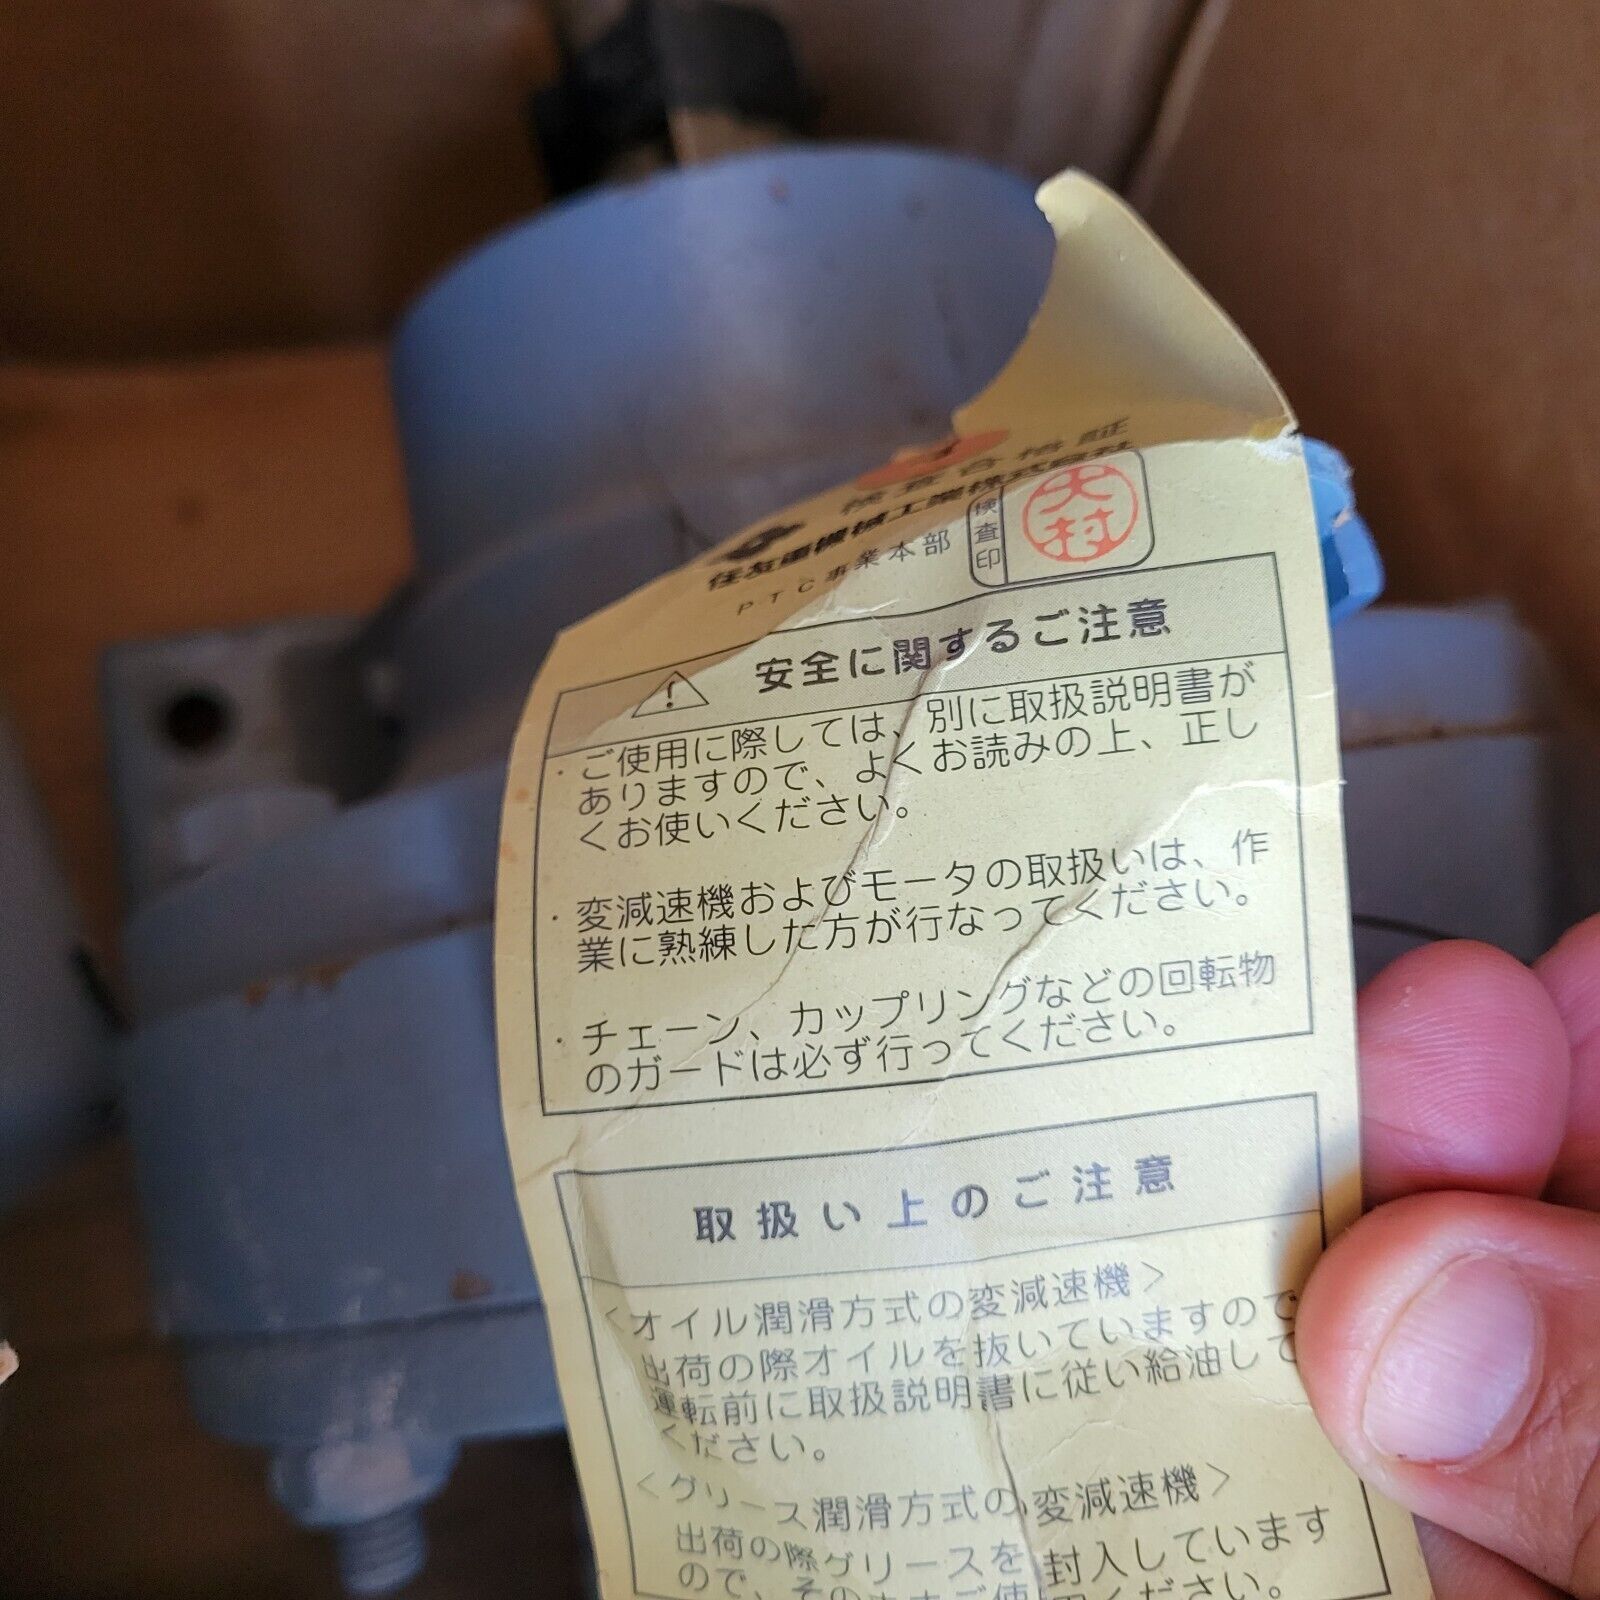 検査合格証
住友重機械工業株式会社
PTC事業本部
検査印
大村
安全に関するご注意
・ご使用に際しては、別に取扱説明書が
ありますので、よくお読みの上、正し
くお使いください。
・変減速機およびモータの取扱いは、作
業に熟練した方が行なってください。
・チェーン、カップリングなどの回転物
のガードは必ず行ってください。
取扱い上のご注意
<オイル潤滑方式の変減速機>
出荷の際オイルを抜いていますので
運転前に取扱説明書に従い給油して
ください。
<グリース潤滑方式の変減速機>
出荷の際グリースを封入しています
ので、そのままご使用ください。